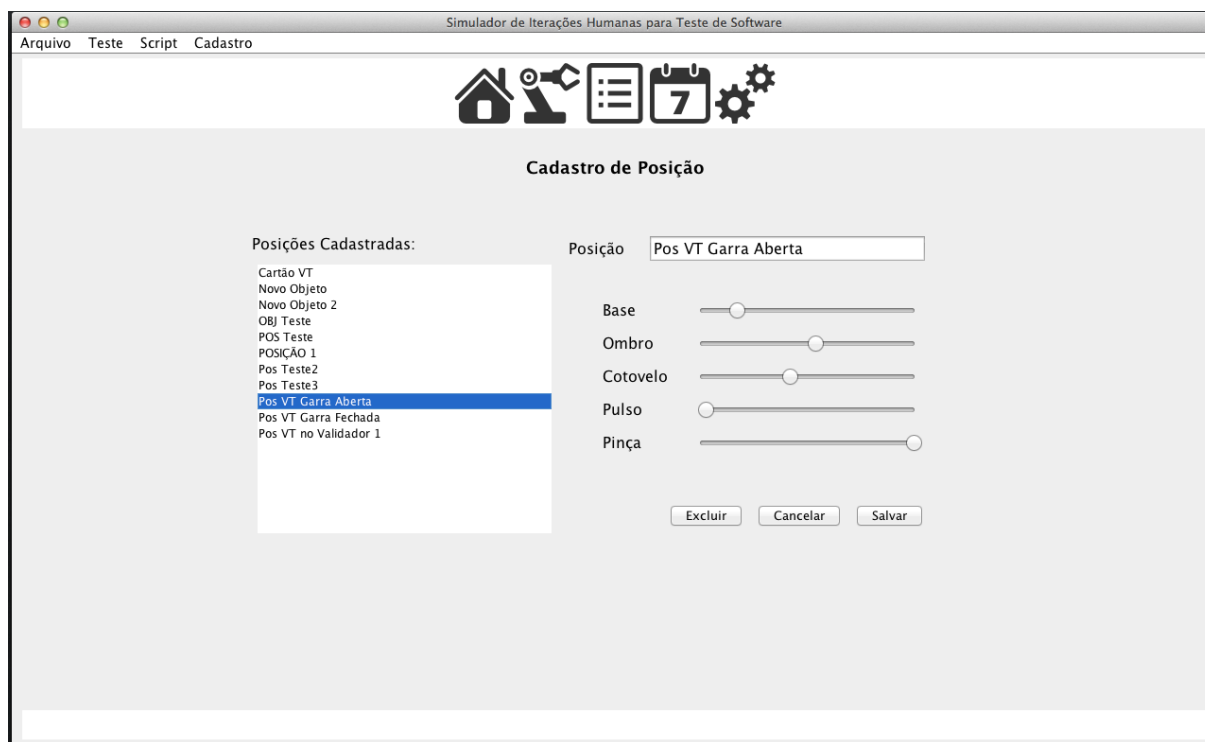 Simulador de Iterações Humanas para Teste de Software
Arquivo Teste Script Cadastro
7
Cadastro de Posição
Posições Cadastradas:
Cartão VT
Novo Objeto
Novo Objeto 2
OBJ Teste
POS Teste
POSIÇÃO 1
Pos Teste2
Pos Teste3
Pos VT Garra Aberta
Pos VT Garra Fechada
Pos VT no Validador 1
Posição Pos VT Garra Aberta
Base
Ombro
Cotovelo
Pulso
Pinça
Excluir Cancelar Salvar